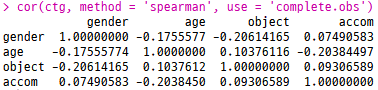 > cor(ctg, method = 'spearman', use = 'complete.obs')
gender age object accom
gender 1.00000000 -0.1755577 -0.20614165 0.07490583
age -0.17555774 1.0000000 0.10376116 -0.20384497
object -0.20614165 0.1037612 1.00000000 0.09306589
accom 0.07490583 -0.2038450 0.09306589 1.00000000